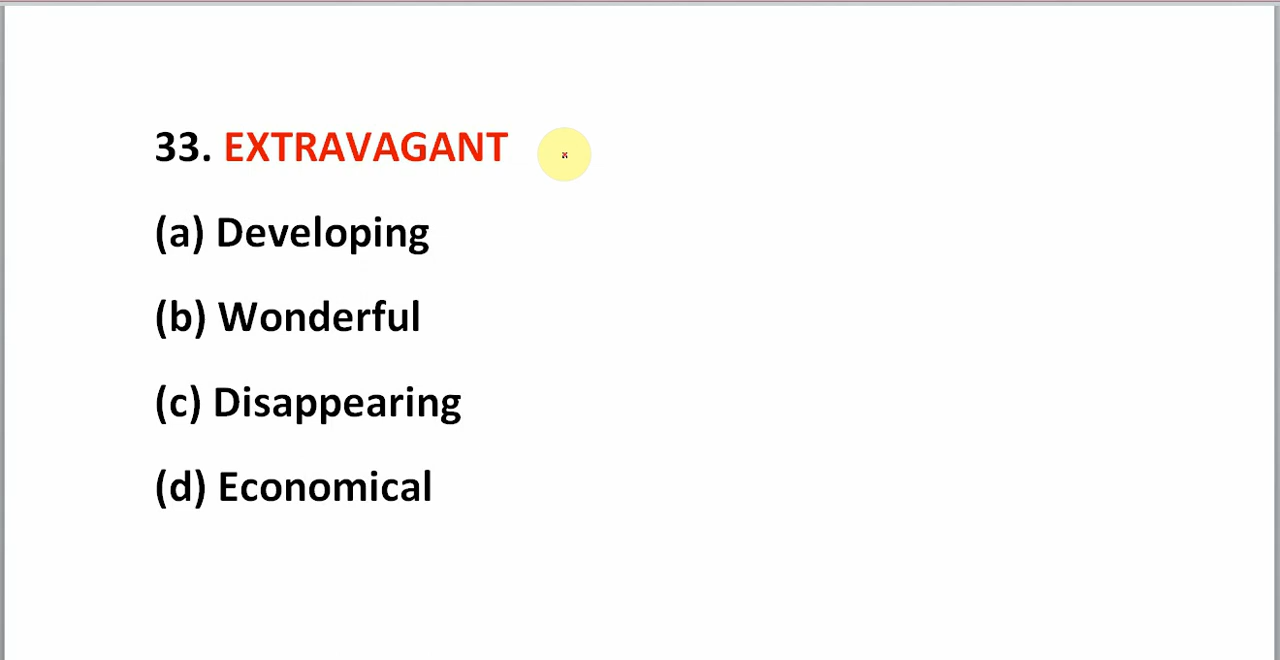 33. EXTRAVAGANT
(a) Developing
(b) Wonderful
(c) Disappearing
(d) Economical